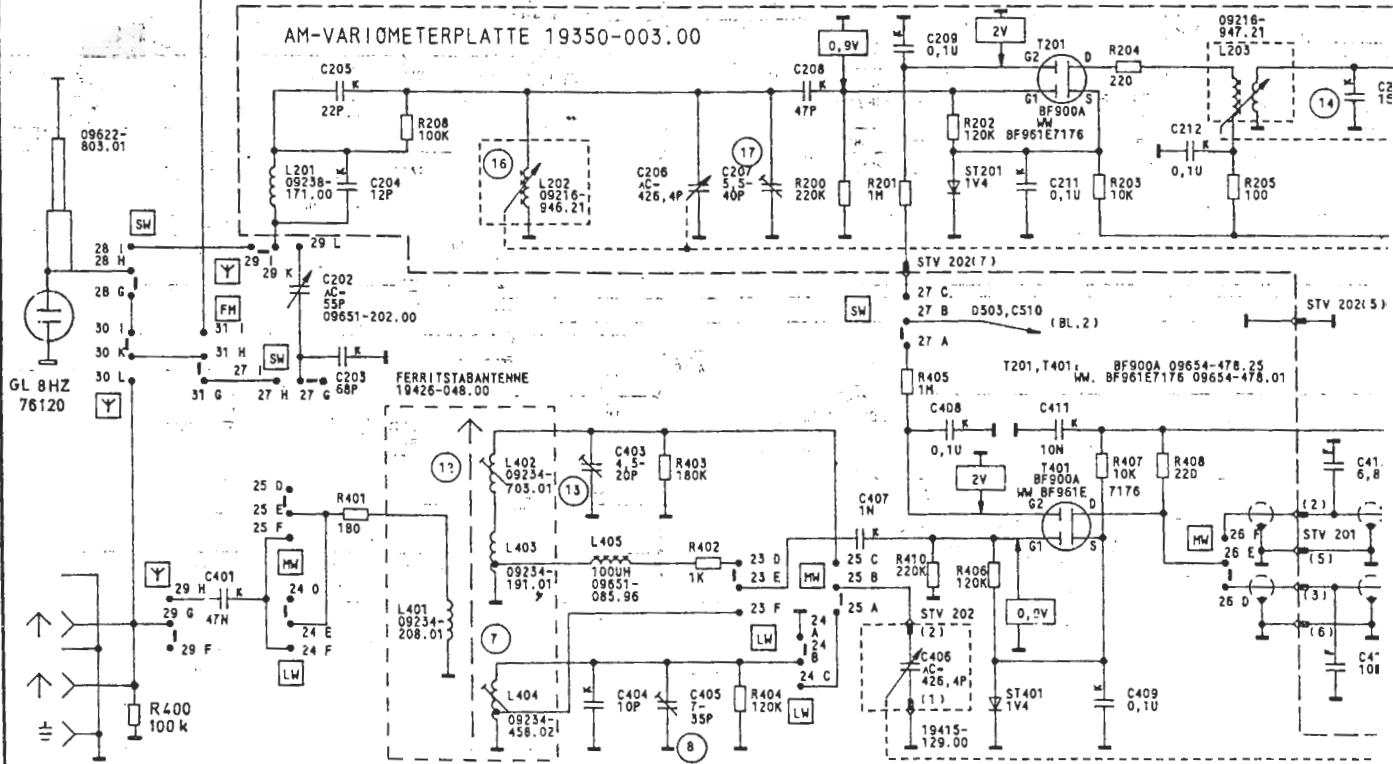 AM-VARIOMETERPLATTE 19350-003.00
09622-
803.01
C205
22P
R208
100K
L201
09238-
171.00
C204
12P
16
L202
09216-
946.21
C206
AC-
426,4P
17
C207
5,5-
40P
C208
47P
0,9V
R200
220K
R201
1M
C209
0,1U
2V
T201
G2
D
G1
S
BF900A
WW
BF961E7176
R202
120K
ST201
1V4
C211
0,1U
R203
10K
R204
220
09216-
947.21
L203
14
C212
0,1U
R205
100
SW
28 I
28 H
28 G
30 I
30 K
30 L
GL 8HZ
76120
29 I
29 K
29 L
FM
31 I
31 H
31 G
SW
27 I
27 H
27 G
C202
AC-
55P
09651-202.00
C203
68P
STV 202(7)
27 C
27 B
27 A
SW
D503,C510
(BL.2)
STV 202(5)
T201,T401: BF900A 09654-478.25
WW. BF961E7176 09654-478.01
R405
1M
FERRITSTABANTENNE
19426-048.00
12
L402
09234-
703.01
L403
09234-
191.01
C403
4,5-
20P
13
R403
180K
L405
100UH
09651-
085.96
R402
1K
C408
0,1U
C411
10N
2V
T401
BF900A
WW BF961E 7176
G2
D
G1
S
R407
10K
R408
220
25 D
25 E
25 F
R401
180
MW
24 D
24 E
24 F
LW
29 H
29 G
29 F
C401
47N
L401
09234-
208.01
7
L404
09234-
458.02
C404
10P
C405
7-
35P
8
R404
120K
23 D
23 E
23 F
LW
MW
25 C
25 B
25 A
24
A
24
B
24 C
LW
C407
1N
R410
220K
R406
120K
0,9V
STV 202
(2)
C406
AC-
426,4P
(1)
19415-
129.00
ST401
1V4
C409
0,1U
MW
26 F
26 E
26 D
(2)
STV 201
(5)
(3)
(6)
R400
100 k